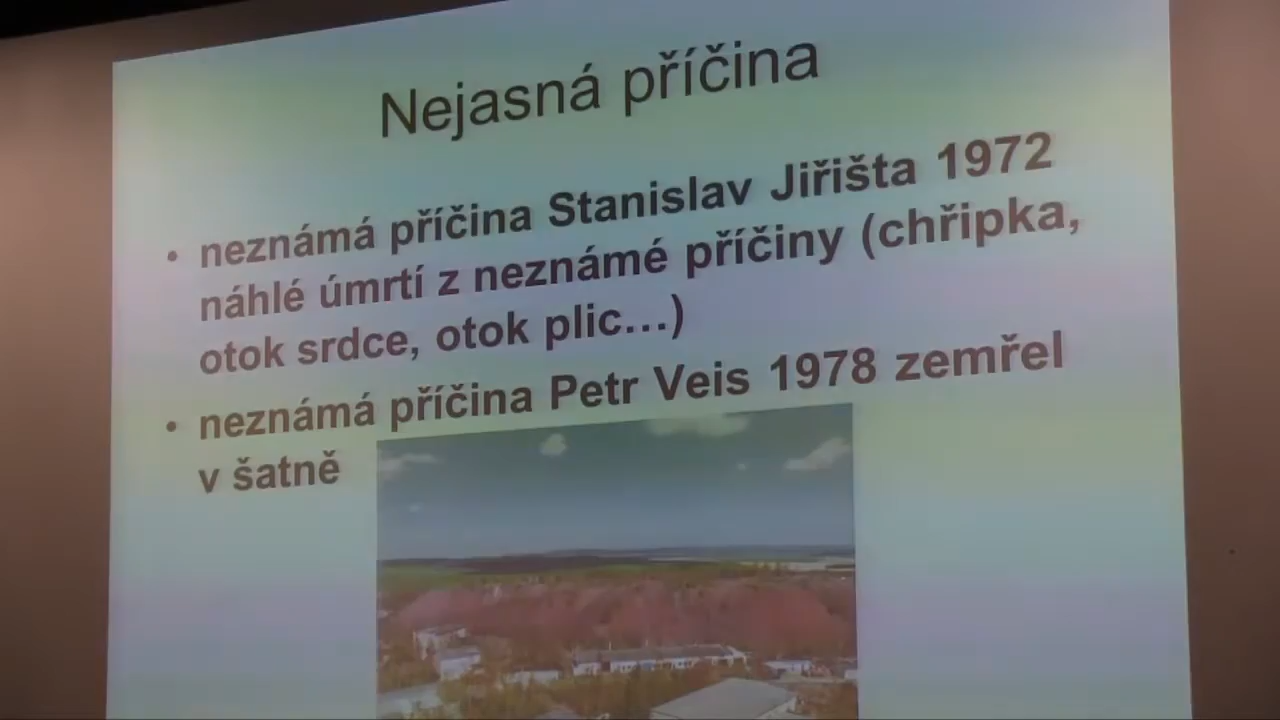 Nejasná příčina
• neznámá příčina Stanislav Jiřišta 1972
náhlé úmrtí z neznámé příčiny (chřipka,
otok srdce, otok plic...)
• neznámá příčina Petr Veis 1978 zemřel
v šatně